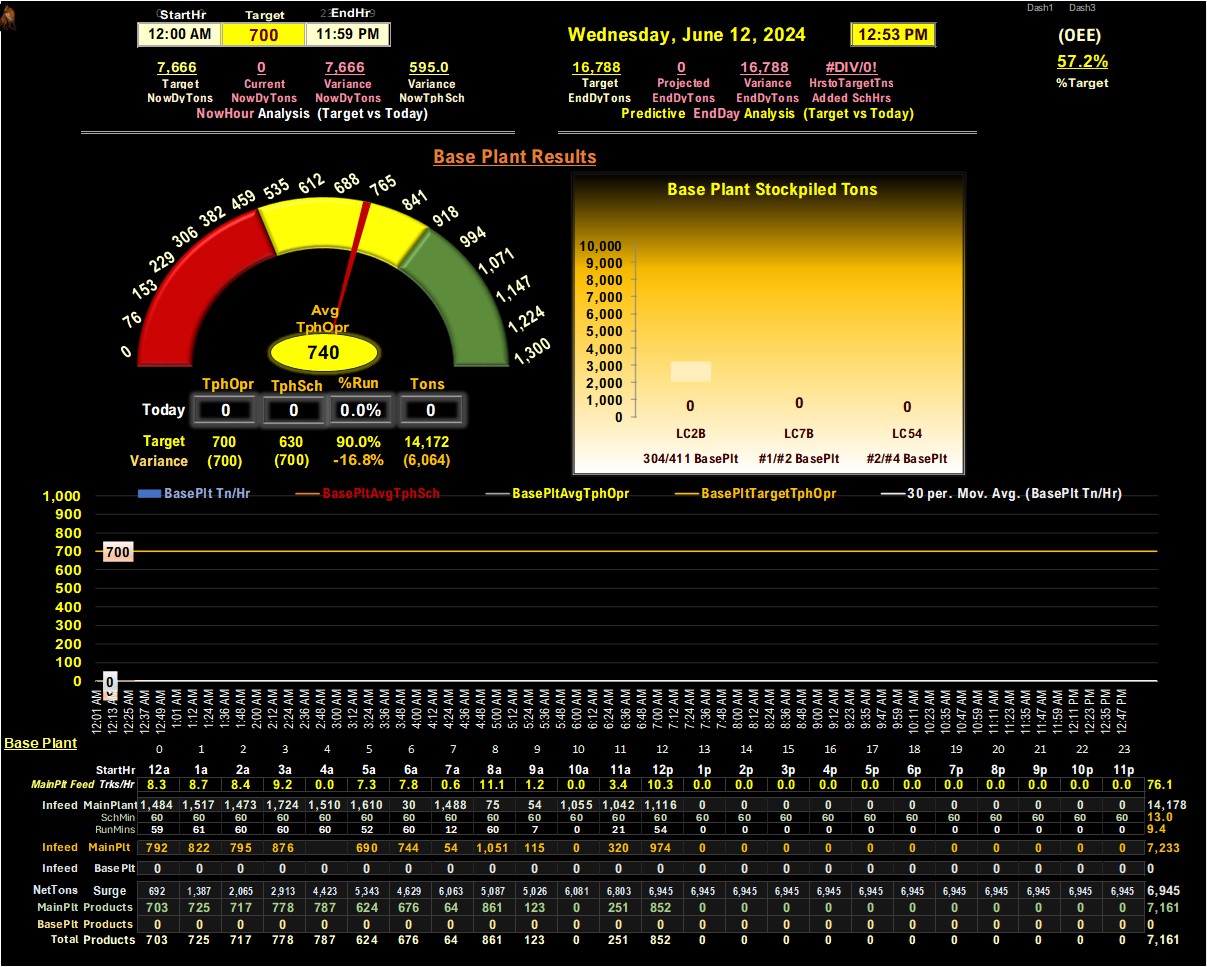 Dash1 Dash3
StartHr Target EndHr
12:00 AM 700 11:59 PM
Wednesday, June 12, 2024 12:53 PM
(OEE)
57.2%
%Target
7,666 0 7,666 595.0
Target Current Variance Variance
NowDyTons NowDyTons NowDyTons NowTphSch
NowHour Analysis (Target vs Today)
16,788 0 16,788 #DIV/0!
Target Projected Variance HrstoTargetTns
EndDyTons EndDyTons EndDyTons Added SchHrs
Predictive EndDay Analysis (Target vs Today)
Base Plant Results
0 76 153 229 306 382 459 535 612 688 765 841 918 994 1,071 1,147 1,224 1,300
Avg
TphOpr
740
TphOpr TphSch %Run Tons
Today 0 0 0.0% 0
Target 700 630 90.0% 14,172
Variance (700) (700) -16.8% (6,064)
Base Plant Stockpiled Tons
10,000
9,000
8,000
7,000
6,000
5,000
4,000
3,000
2,000
1,000
0
0 0 0
LC2B LC7B LC54
304/411 BasePlt #1/#2 BasePlt #2/#4 BasePlt
BasePlt Tn/Hr BasePltAvgTphSch BasePltAvgTphOpr BasePltTargetTphOpr 30 per. Mov. Avg. (BasePlt Tn/Hr)
1,000
900
800
700
600
500
400
300
200
100
0
700
0
12:01 AM 12:13 AM 12:25 AM 12:37 AM 12:49 AM 1:01 AM 1:12 AM 1:24 AM 1:36 AM 1:48 AM 2:00 AM 2:12 AM 2:24 AM 2:36 AM 2:48 AM 3:00 AM 3:12 AM 3:24 AM 3:36 AM 3:48 AM 4:00 AM 4:12 AM 4:24 AM 4:36 AM 4:48 AM 5:00 AM 5:12 AM 5:24 AM 5:36 AM 5:48 AM 6:00 AM 6:12 AM 6:24 AM 6:36 AM 6:48 AM 7:00 AM 7:12 AM 7:24 AM 7:36 AM 7:48 AM 8:00 AM 8:12 AM 8:24 AM 8:36 AM 8:48 AM 9:00 AM 9:12 AM 9:23 AM 9:35 AM 9:47 AM 9:59 AM 10:11 AM 10:23 AM 10:35 AM 10:47 AM 10:59 AM 11:11 AM 11:23 AM 11:35 AM 11:47 AM 11:59 AM 12:11 PM 12:23 PM 12:35 PM 12:47 PM
Base Plant
0 1 2 3 4 5 6 7 8 9 10 11 12 13 14 15 16 17 18 19 20 21 22 23
StartHr 12a 1a 2a 3a 4a 5a 6a 7a 8a 9a 10a 11a 12p 1p 2p 3p 4p 5p 6p 7p 8p 9p 10p 11p
MainPlt Feed Trks/Hr 8.3 8.7 8.4 9.2 0.0 7.3 7.8 0.6 11.1 1.2 0.0 3.4 10.3 0.0 0.0 0.0 0.0 0.0 0.0 0.0 0.0 0.0 0.0 0.0 76.1
Infeed MainPlant 1,484 1,517 1,473 1,724 1,510 1,610 30 1,488 75 54 1,055 1,042 1,116 0 0 0 0 0 0 0 0 0 0 0 14,178
SchMin 60 60 60 60 60 60 60 60 60 60 60 60 60 60 60 60 60 60 60 60 60 60 60 60 13.0
RunMins 59 61 60 60 60 52 60 12 60 7 0 21 54 0 0 0 0 0 0 0 0 0 0 0 9.4
Infeed MainPlt 792 822 795 876 690 744 54 1,051 115 0 320 974 0 0 0 0 0 0 0 0 0 0 0 7,233
Infeed Base Plt 0 0 0 0 0 0 0 0 0 0 0 0 0 0 0 0 0 0 0 0 0 0 0 0 0
NetTons Surge 692 1,387 2,065 2,913 4,423 5,343 4,629 6,063 5,087 5,026 6,081 6,803 6,945 6,945 6,945 6,945 6,945 6,945 6,945 6,945 6,945 6,945 6,945 6,945 6,945
MainPlt Products 703 725 717 778 787 624 676 64 861 123 0 251 852 0 0 0 0 0 0 0 0 0 0 0 7,161
BasePlt Products 0 0 0 0 0 0 0 0 0 0 0 0 0 0 0 0 0 0 0 0 0 0 0 0 0
Total Products 703 725 717 778 787 624 676 64 861 123 0 251 852 0 0 0 0 0 0 0 0 0 0 0 7,161